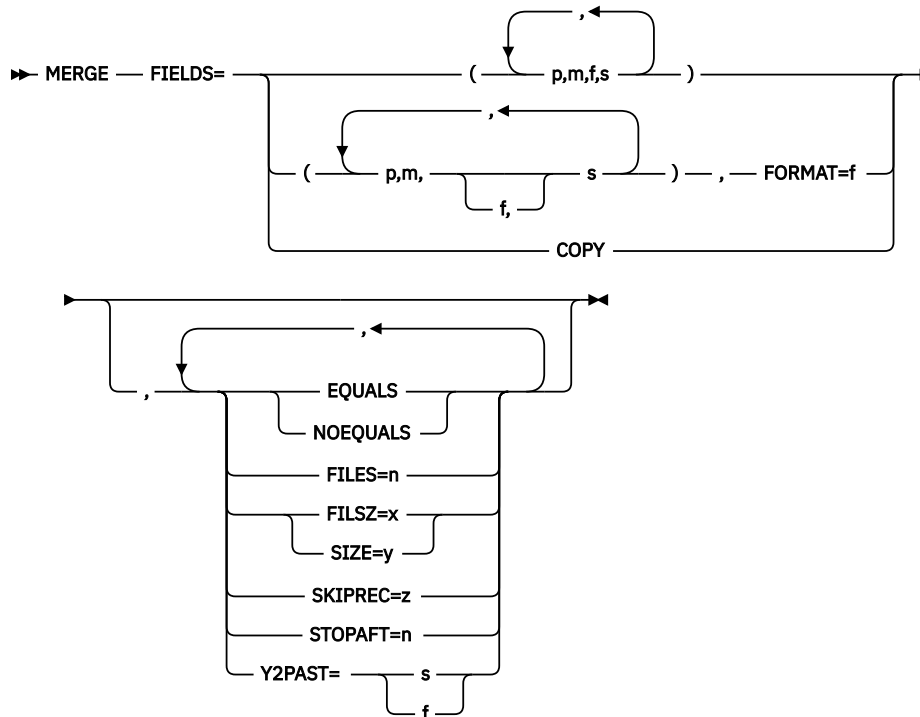 ,
MERGE FIELDS= ( p,m,f,s )
,
( p,m, s ) , FORMAT=f
f,
COPY
,
, EQUALS
NOEQUALS
FILES=n
FILSZ=x
SIZE=y
SKIPREC=z
STOPAFT=n
Y2PAST= s
f